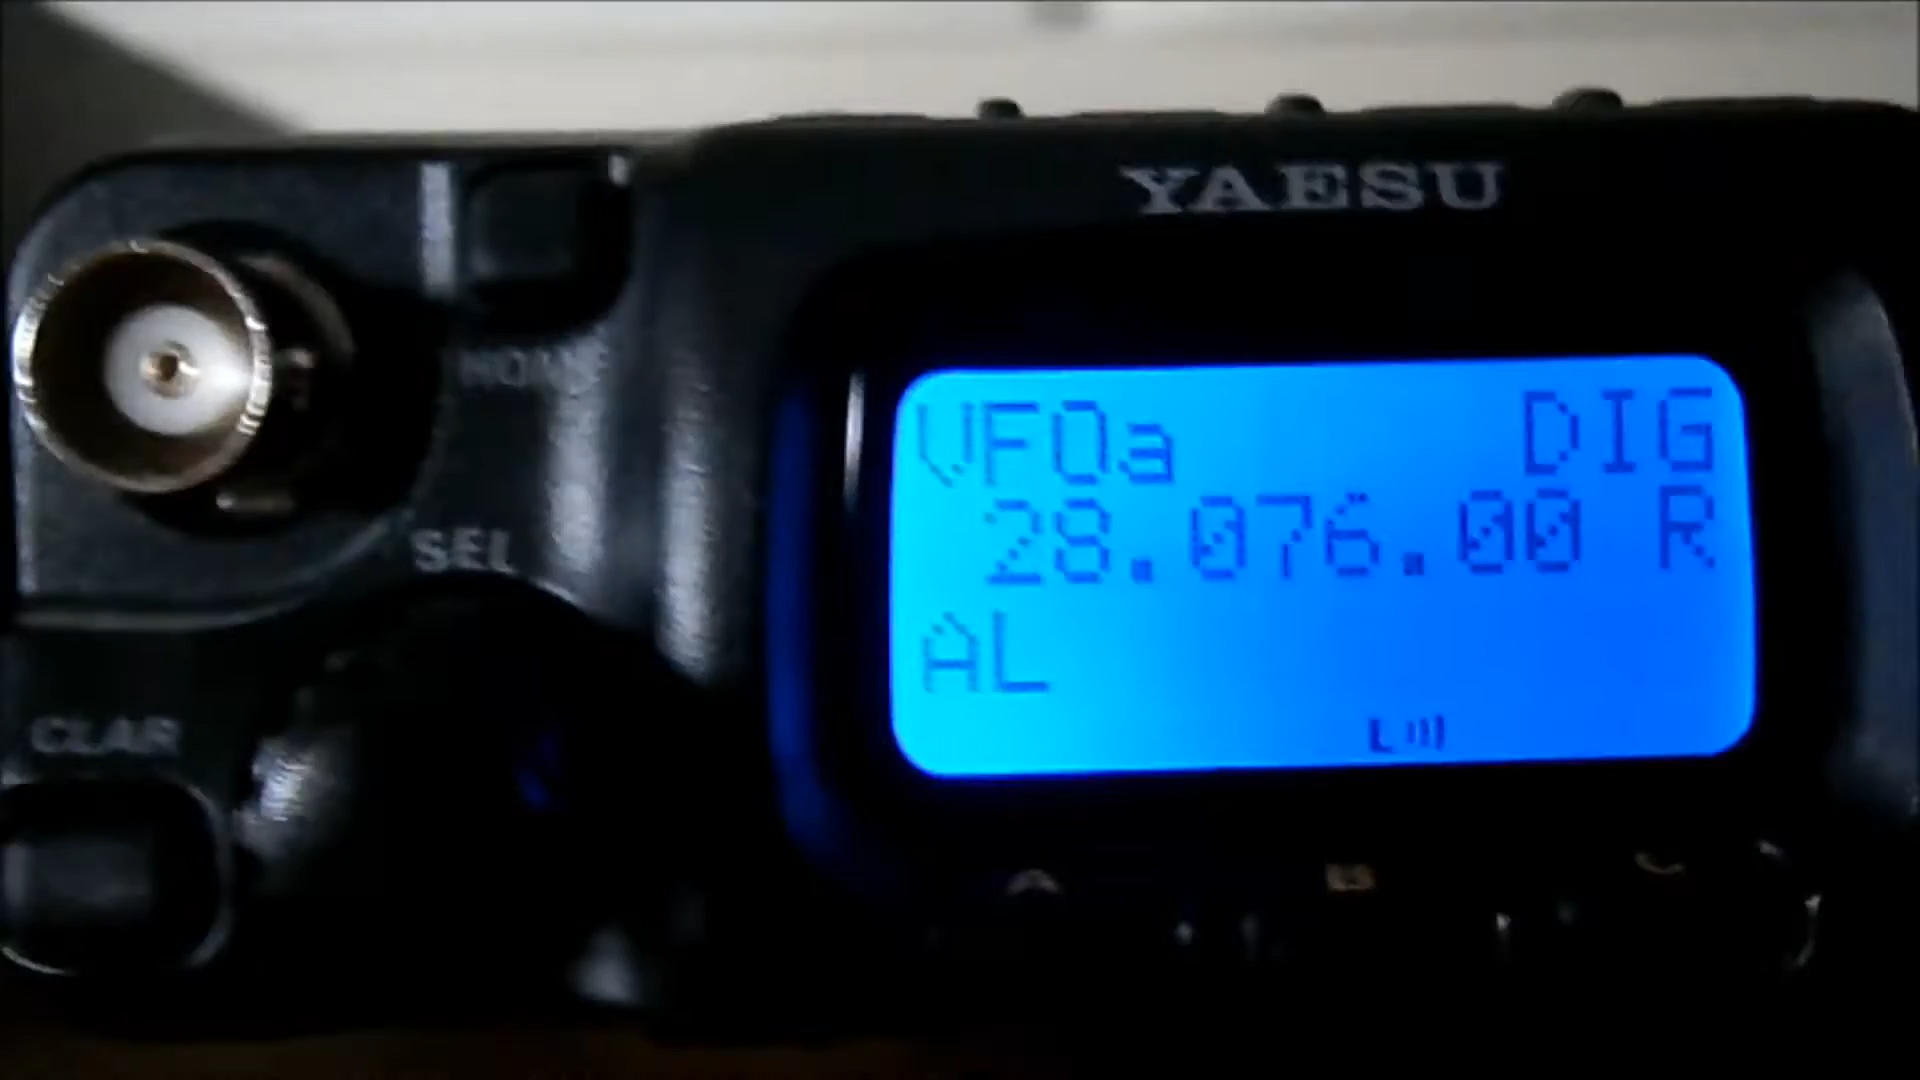 YAESU
HOME
VFOa DIG
28.076.00 R
SEL
AL
CLAR
L